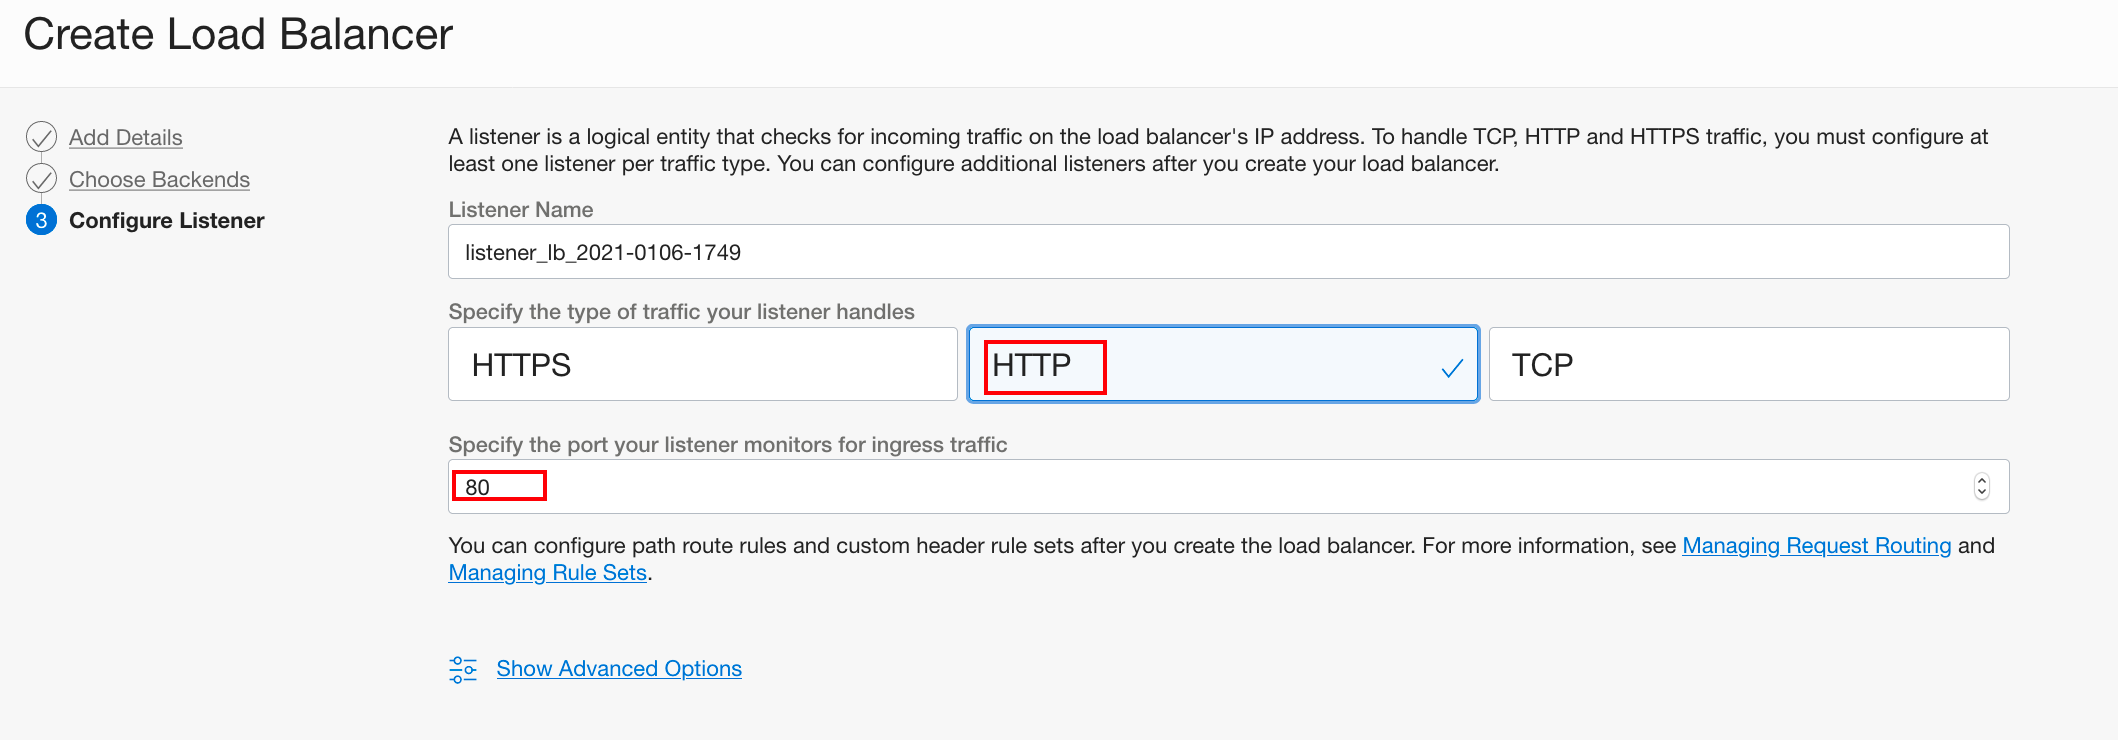 Create Load Balancer
Add Details
Choose Backends
3 Configure Listener
A listener is a logical entity that checks for incoming traffic on the load balancer's IP address. To handle TCP, HTTP and HTTPS traffic, you must configure at
least one listener per traffic type. You can configure additional listeners after you create your load balancer.
Listener Name
listener_lb_2021-0106-1749
Specify the type of traffic your listener handles
HTTPS HTTP TCP
Specify the port your listener monitors for ingress traffic
80
You can configure path route rules and custom header rule sets after you create the load balancer. For more information, see Managing Request Routing and
Managing Rule Sets.
Show Advanced Options